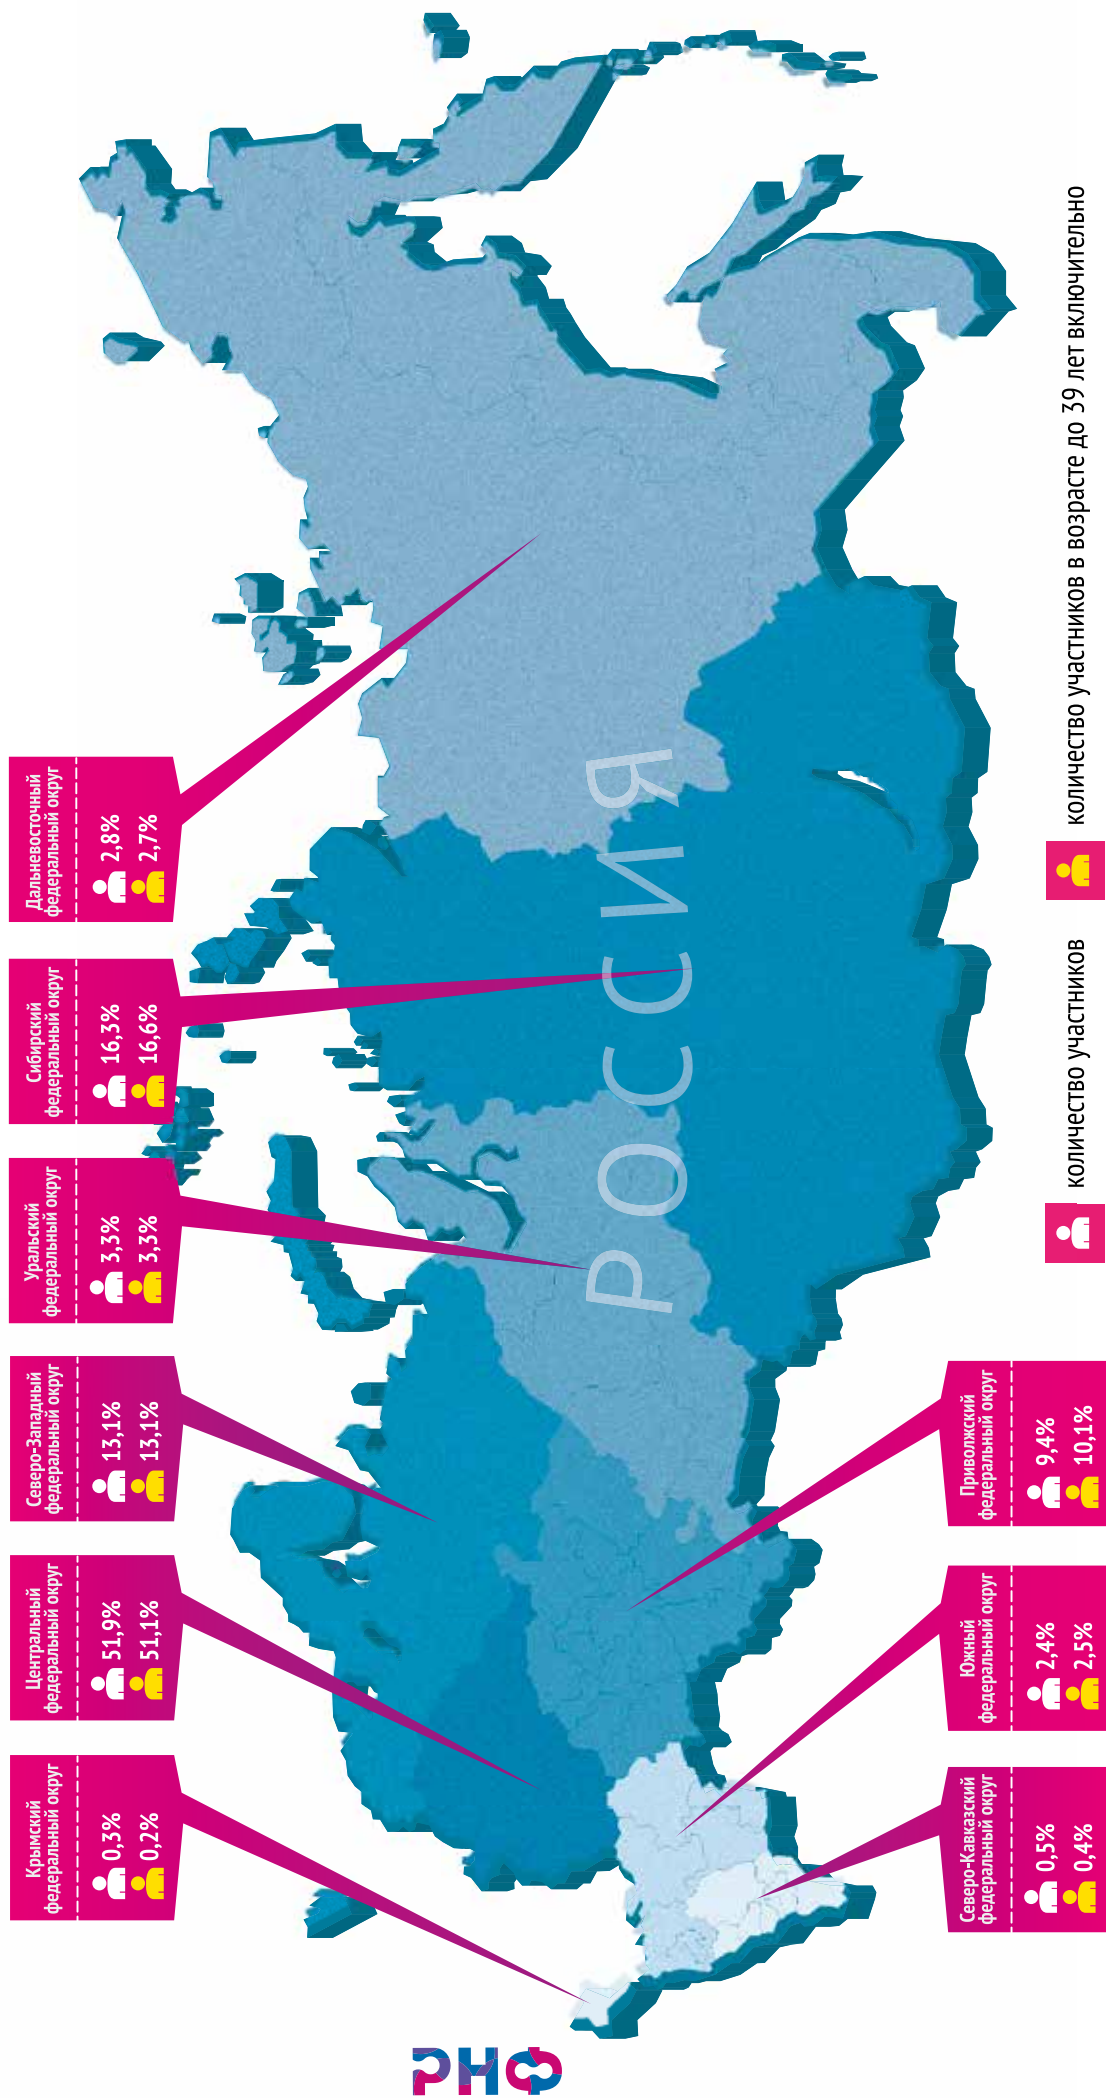 РНФ
Крымский
федеральный округ
0,3%
0,2%
Центральный
федеральный округ
51,9%
51,1%
Северо-Западный
федеральный округ
13,1%
13,1%
Уральский
федеральный округ
3,3%
3,3%
Сибирский
федеральный округ
16,3%
16,6%
Дальневосточный
федеральный округ
2,8%
2,7%
РОССИЯ
Северо-Кавказский
федеральный округ
0,5%
0,4%
Южный
федеральный округ
2,4%
2,5%
Приволжский
федеральный округ
9,4%
10,1%
количество участников
количество участников в возрасте до 39 лет включительно